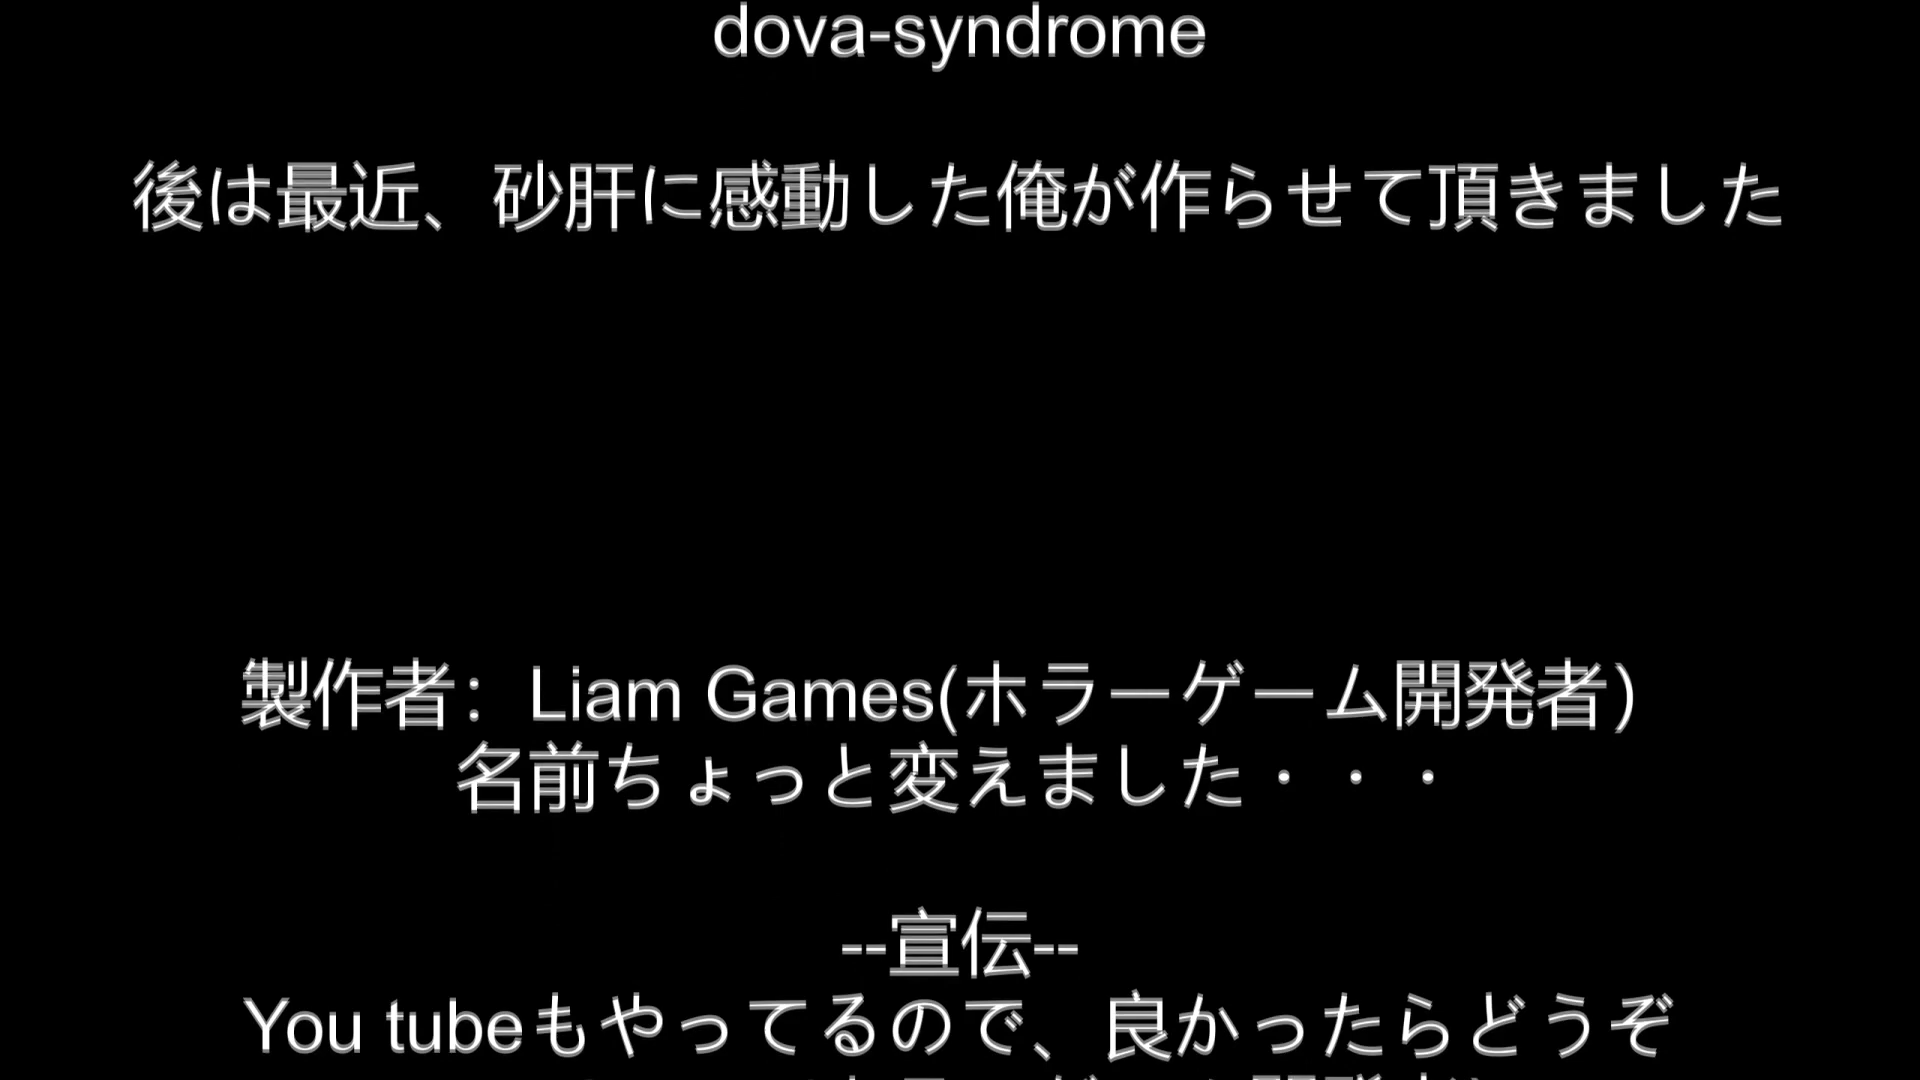 dova-syndrome
後は最近、砂肝に感動した俺が作らせて頂きました
製作者：Liam Games(ホラーゲーム開発者)
名前ちょっと変えました・・・
--宣伝--
You tubeもやってるので、良かったらどうぞ